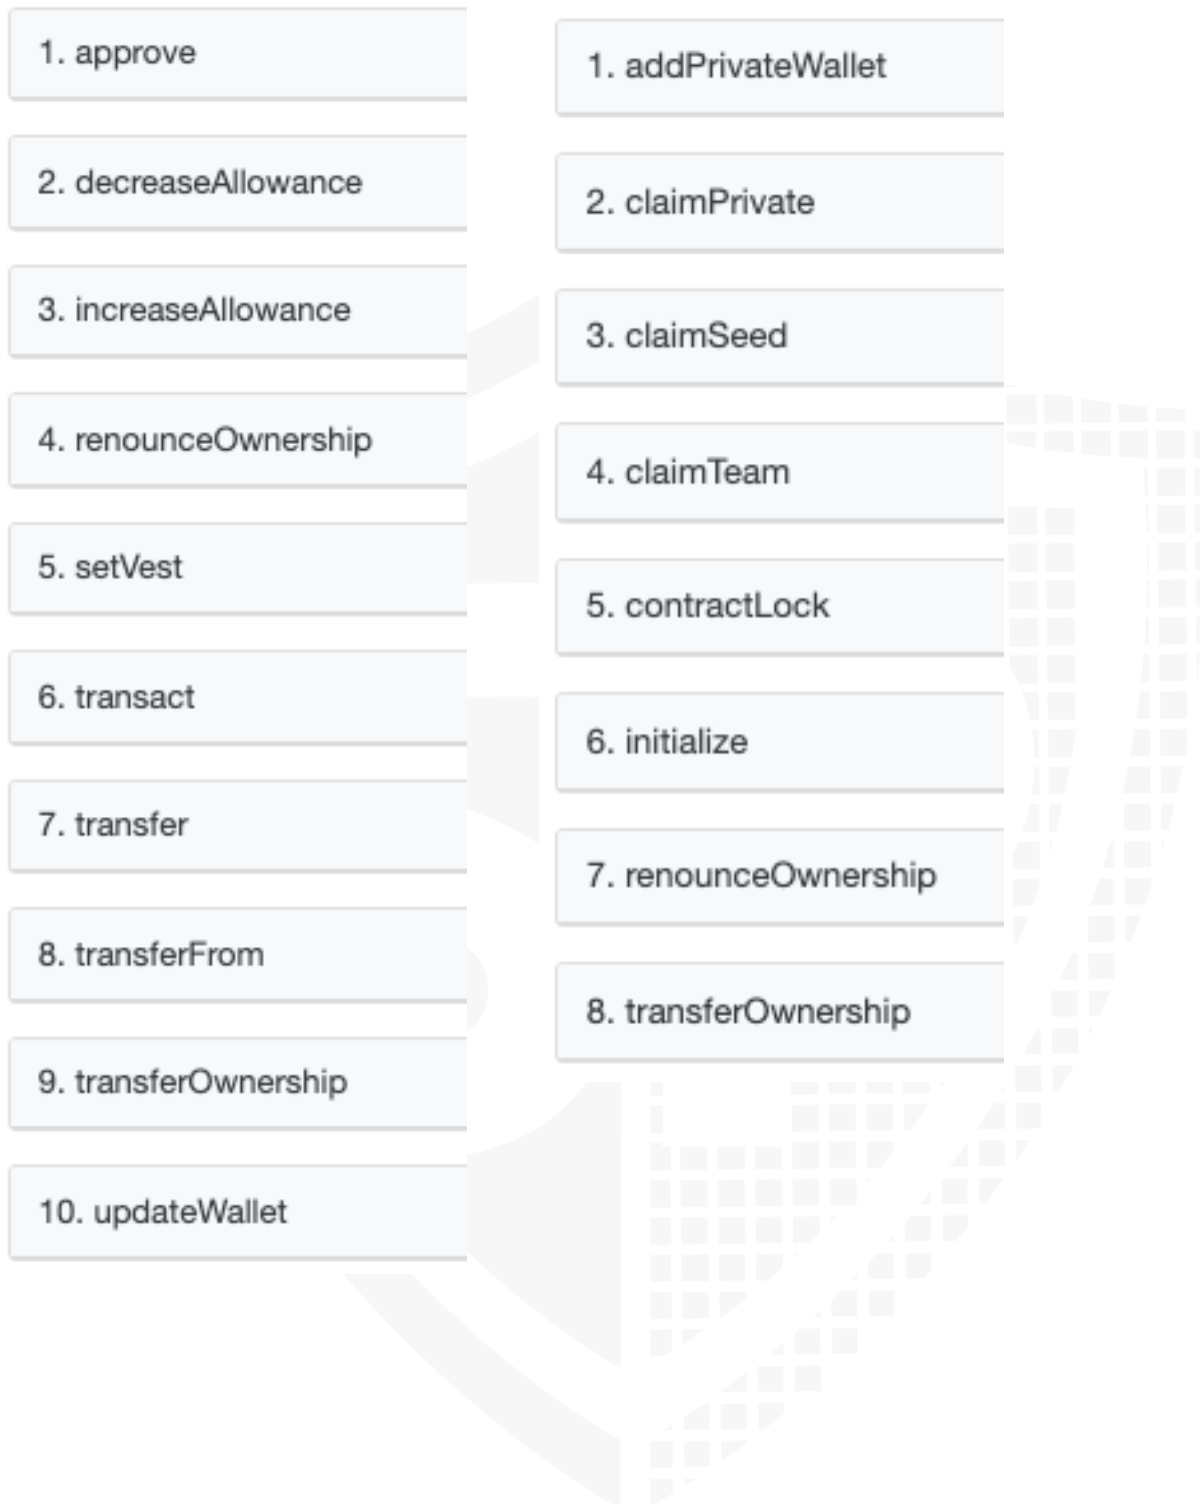 1. approve
2. decreaseAllowance
3. increaseAllowance
4. renounceOwnership
5. setVest
6. transact
7. transfer
8. transferFrom
9. transferOwnership
10. updateWallet
1. addPrivateWallet
2. claimPrivate
3. claimSeed
4. claimTeam
5. contractLock
6. initialize
7. renounceOwnership
8. transferOwnership